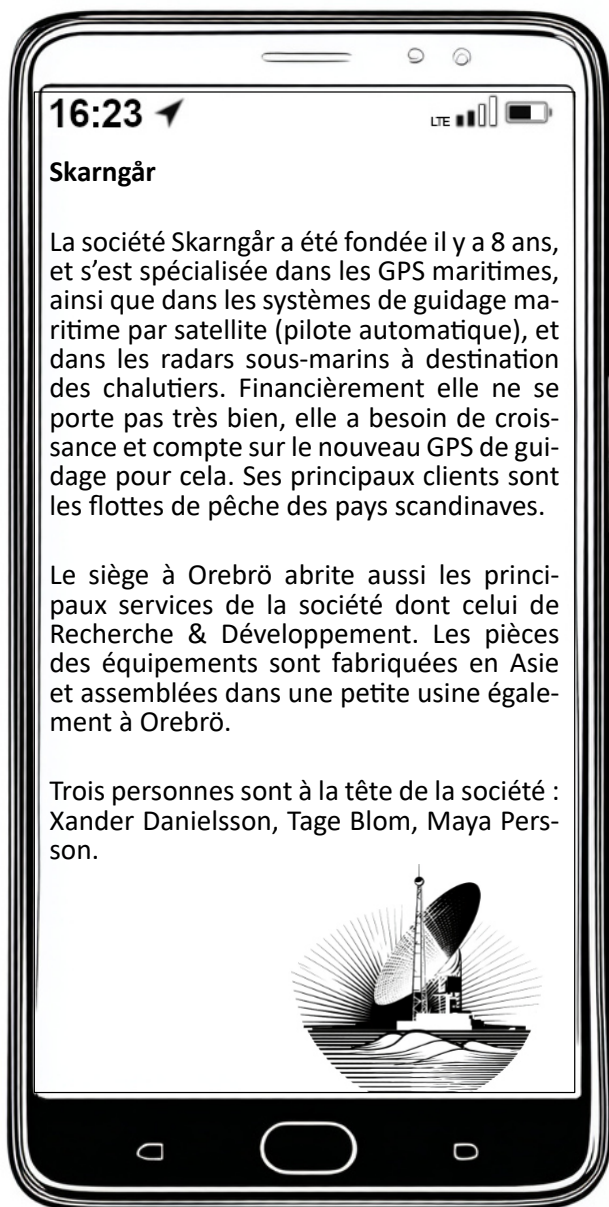 16:23
LTE
Skarngår
La société Skarngår a été fondée il y a 8 ans,
et s’est spécialisée dans les GPS maritimes,
ainsi que dans les systèmes de guidage ma-
ritime par satellite (pilote automatique), et
dans les radars sous-marins à destination
des chalutiers. Financièrement elle ne se
porte pas très bien, elle a besoin de crois-
sance et compte sur le nouveau GPS de gui-
dage pour cela. Ses principaux clients sont
les flottes de pêche des pays scandinaves.
Le siège à Orebrö abrite aussi les princi-
paux services de la société dont celui de
Recherche & Développement. Les pièces
des équipements sont fabriquées en Asie
et assemblées dans une petite usine égale-
ment à Orebrö.
Trois personnes sont à la tête de la société :
Xander Danielsson, Tage Blom, Maya Pers-
son.